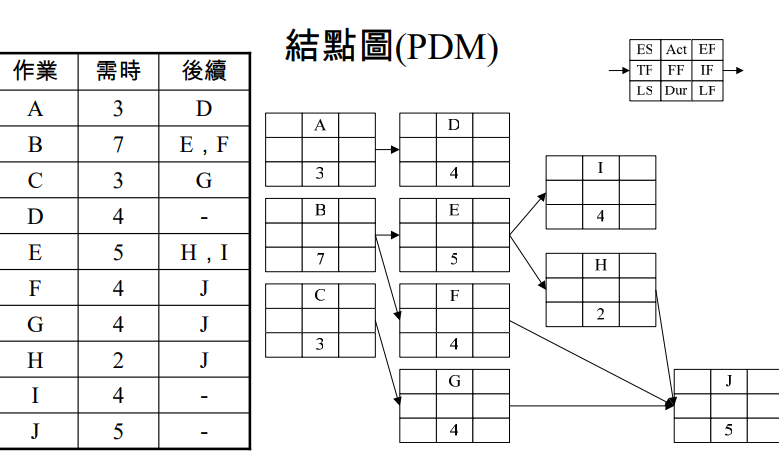 結點圖(PDM)
ES Act EF
TF FF IF
LS Dur LF
作業 需時 後續
A 3 D
B 7 E，F
C 3 G
D 4 -
E 5 H，I
F 4 J
G 4 J
H 2 J
I 4 -
J 5 -
A
3
D
4
B
7
E
5
C
3
F
4
G
4
I
4
H
2
J
5